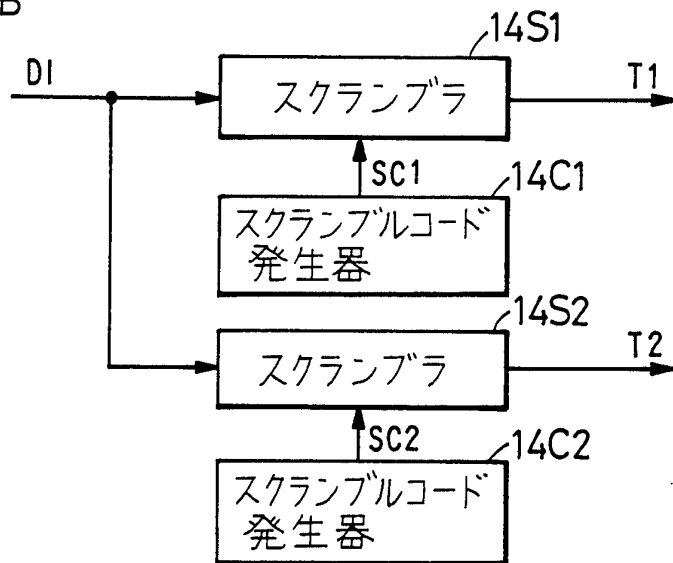 B
14S1
DI
スクランブラ
T1
SC1
14C1
スクランブルコード
発生器
14S2
スクランブラ
T2
SC2
14C2
スクランブルコード
発生器